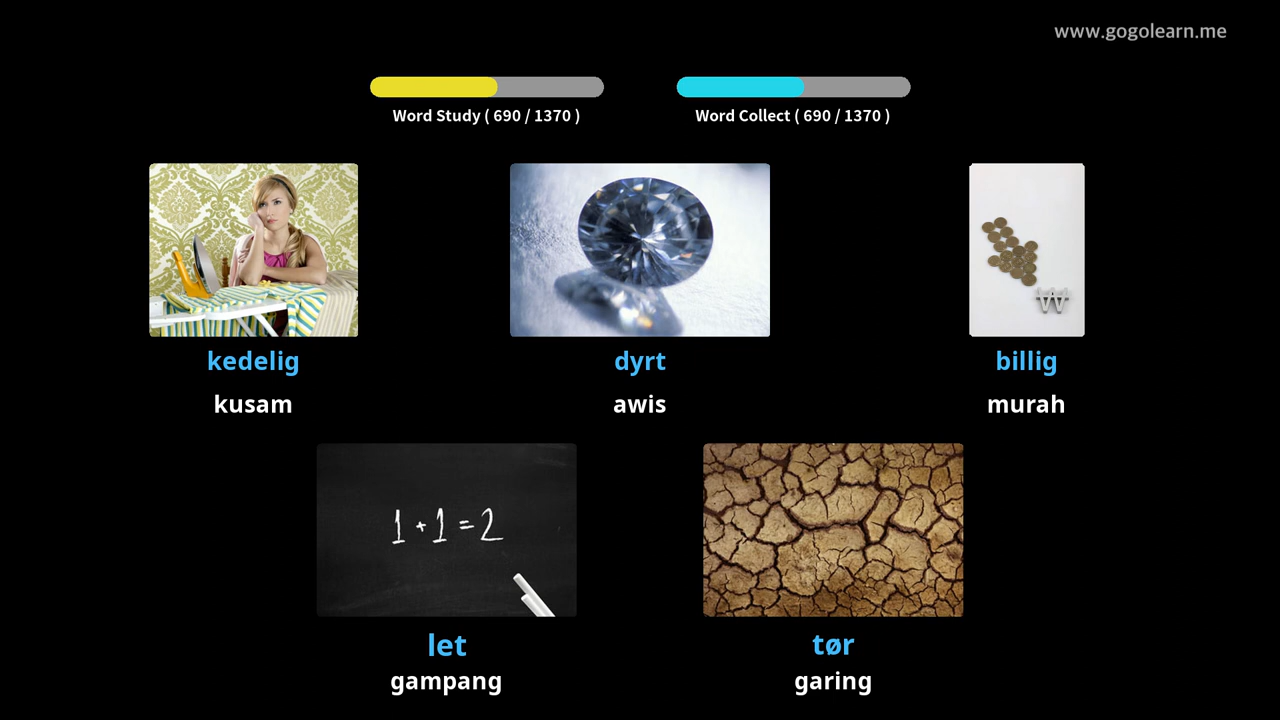 www.gogolearn.me
Word Study ( 690 / 1370 )
Word Collect ( 690 / 1370 )
kedelig
kusam
dyrt
awis
billig
murah
1 + 1 = 2
let
gampang
tør
garing